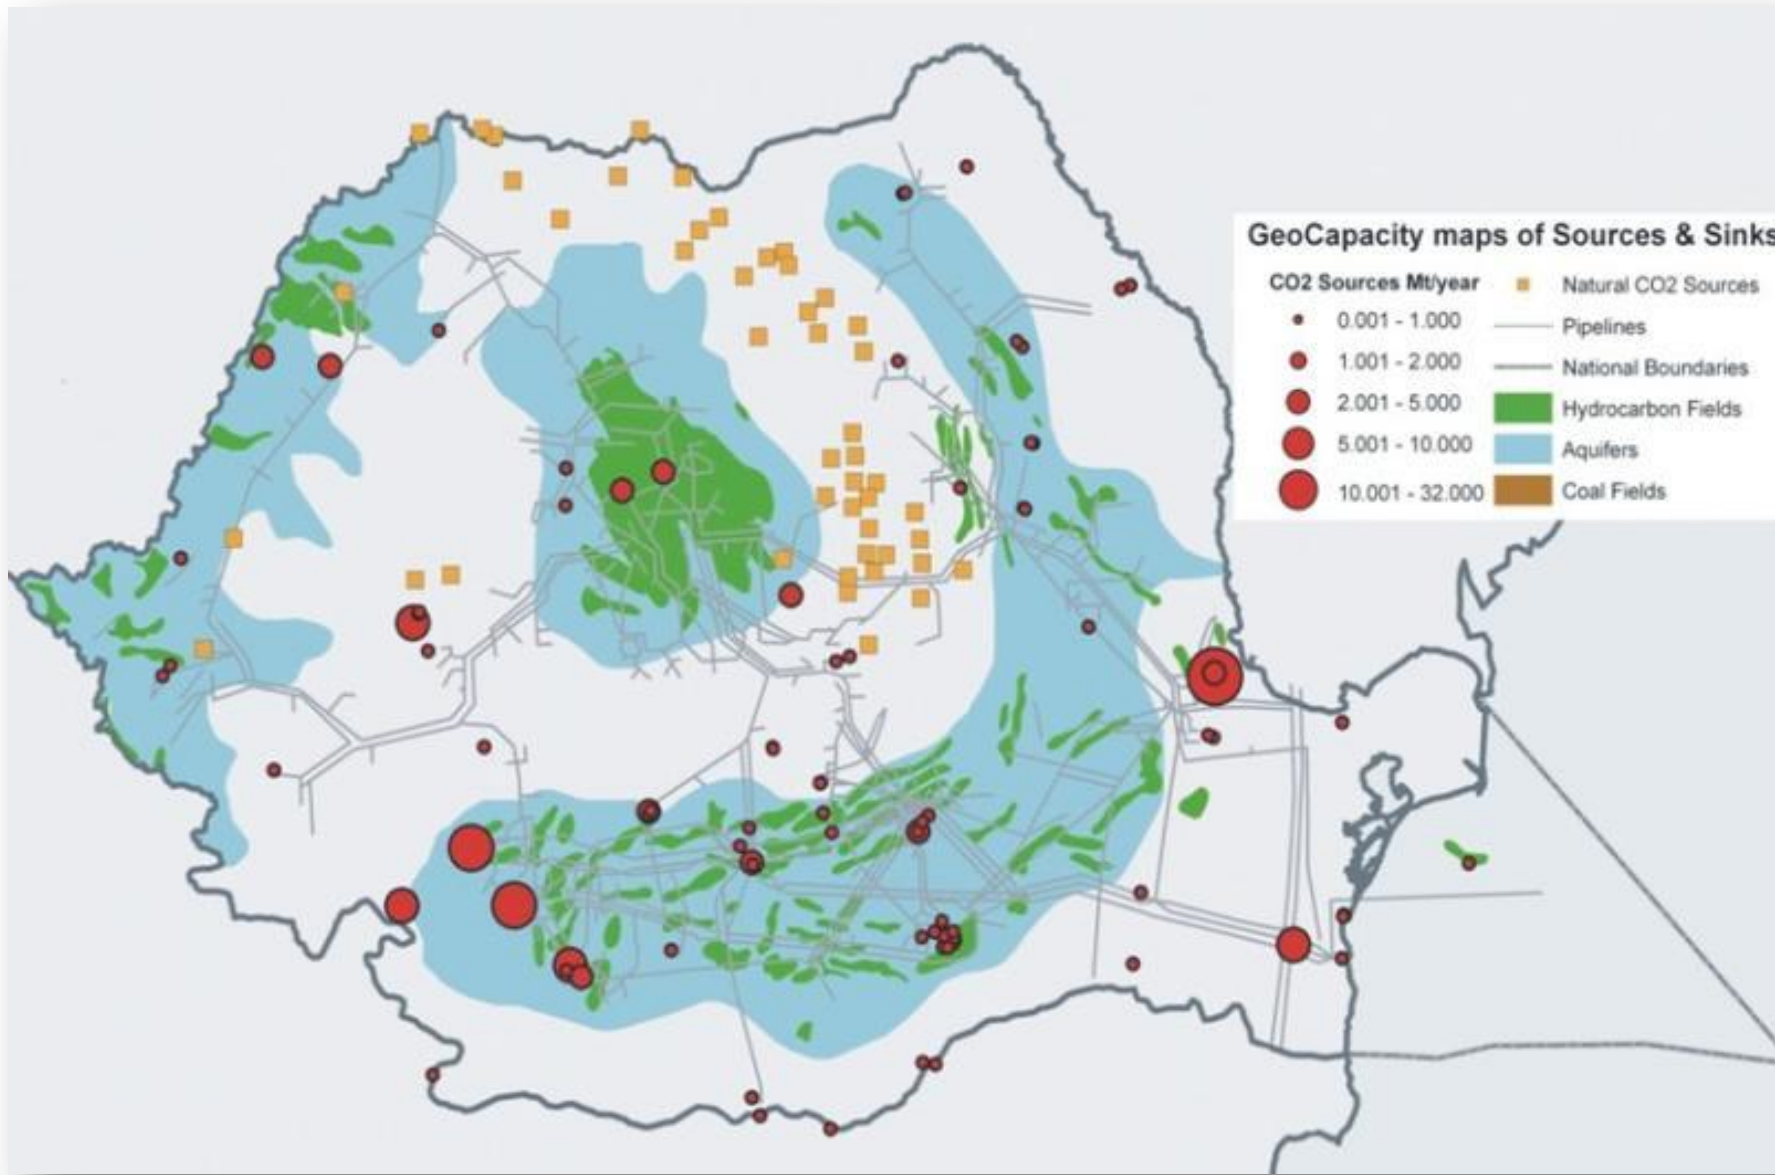 GeoCapacity maps of Sources & Sinks
CO2 Sources Mt/year
0.001 - 1.000
1.001 - 2.000
2.001 - 5.000
5.001 - 10.000
10.001 - 32.000
Natural CO2 Sources
Pipelines
National Boundaries
Hydrocarbon Fields
Aquifers
Coal Fields